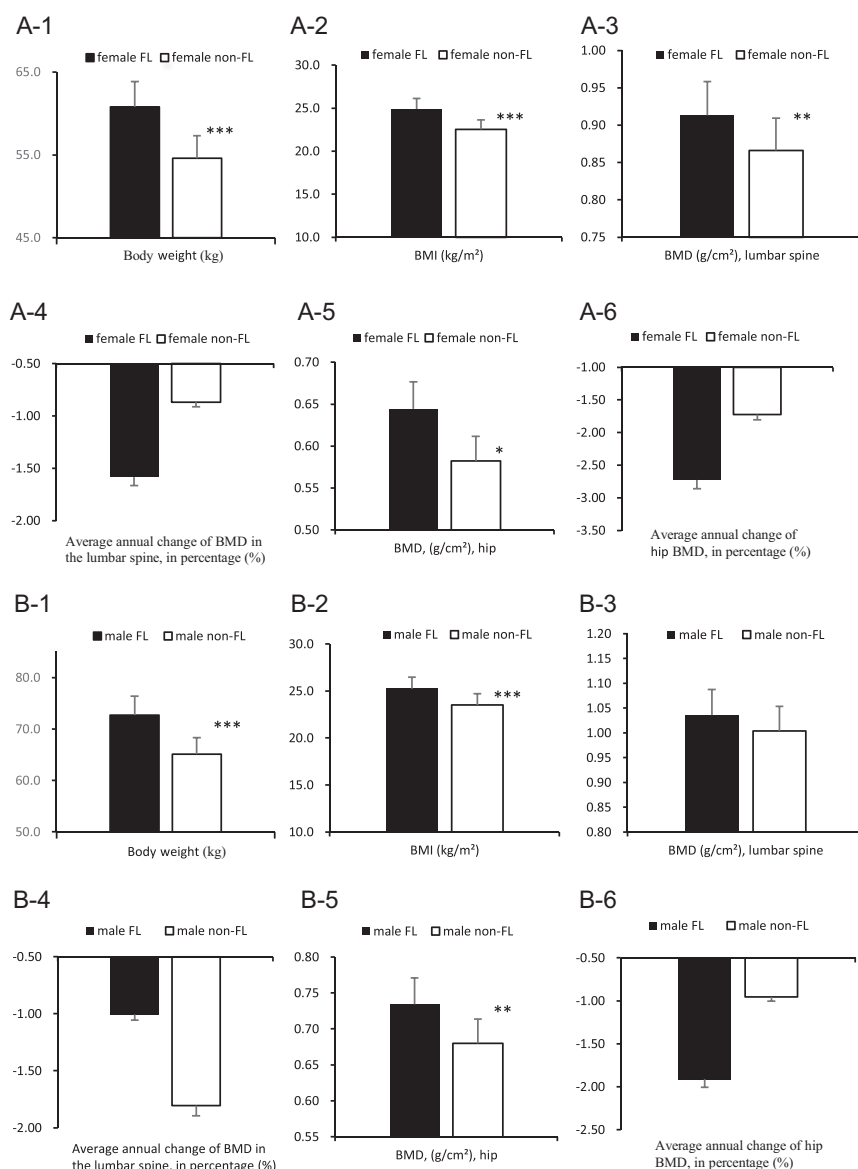 A-1
A-2
A-3
female FL female non-FL
female FL female non-FL
female FL female non-FL
65.0
55.0
45.0
***
Body weight (kg)
30.0
25.0
20.0
15.0
10.0
***
BMI (kg/m²)
1.00
0.95
0.90
0.85
0.80
0.75
**
BMD (g/cm²), lumbar spine
A-4
A-5
A-6
female FL female non-FL
female FL female non-FL
female FL female non-FL
-0.50
-1.00
-1.50
-2.00
Average annual change of BMD in
the lumbar spine, in percentage (%)
0.70
0.65
0.60
0.55
0.50
*
BMD, (g/cm²), hip
-1.00
-1.50
-2.00
-2.50
-3.00
-3.50
Average annual change of
hip BMD, in percentage (%)
B-1
B-2
B-3
male FL male non-FL
male FL male non-FL
male FL male non-FL
80.0
70.0
60.0
50.0
***
Body weight (kg)
30.0
25.0
20.0
15.0
10.0
***
BMI (kg/m²)
1.20
1.15
1.10
1.05
1.00
0.95
0.90
0.85
0.80
BMD (g/cm²), lumbar spine
B-4
B-5
B-6
male FL male non-FL
male FL male non-FL
male FL male non-FL
-0.50
-1.00
-1.50
-2.00
Average annual change of BMD in
the lumbar spine, in percentage (%)
0.80
0.75
0.70
0.65
0.60
0.55
**
BMD, (g/cm²), hip
-0.50
-1.00
-1.50
-2.00
-2.50
Average annual change of hip
BMD, in percentage (%)